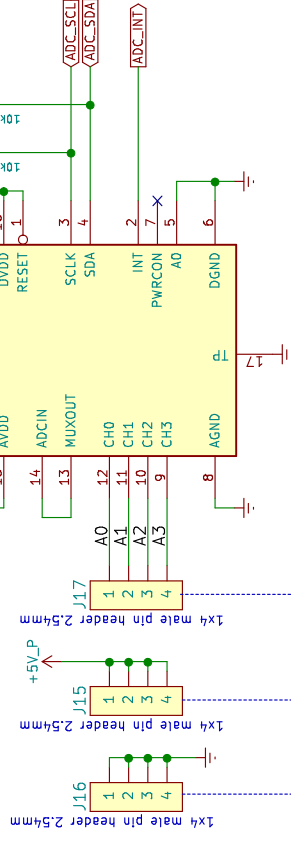 ADC_SCL
ADC_SDA
ADC_INT
10k
10k
1
3
4
2
7
5
6
DVDD
RESET
SCLK
SDA
INT
PWRCON
A0
DGND
TP
17
AVDD
ADCIN
MUXOUT
CH0
CH1
CH2
CH3
AGND
14
13
12
11
10
9
8
A0
A1
A2
A3
J17
1
2
3
4
1x4 male pin header 2.54mm
+5V_P
J15
1
2
3
4
1x4 male pin header 2.54mm
J16
1
2
3
4
1x4 male pin header 2.54mm